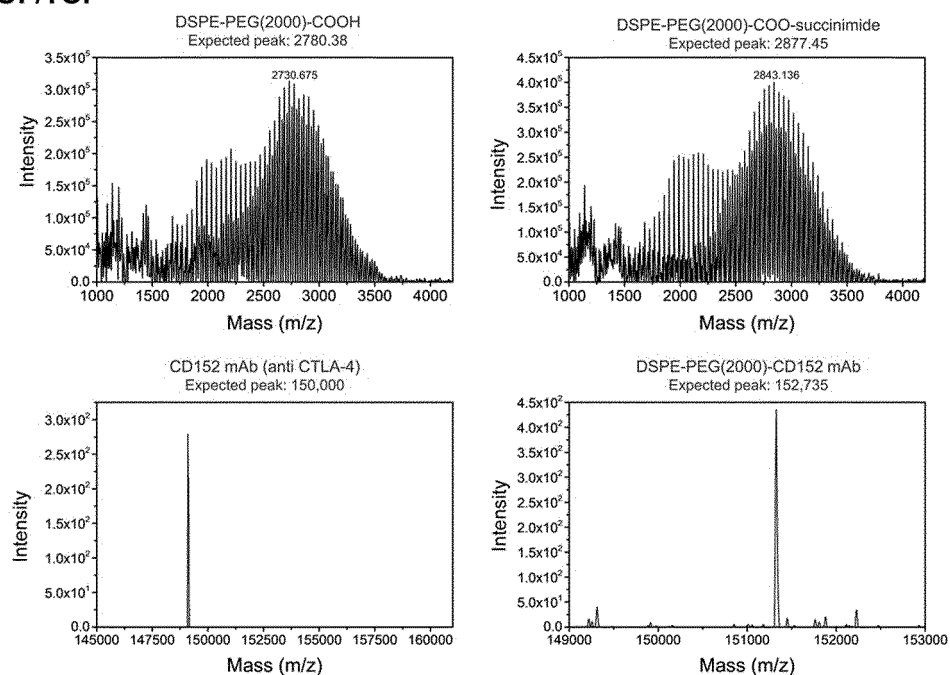 DSPE-PEG(2000)-COOH
Expected peak: 2780.38
3.5x10⁵
3.0x10⁵
2.5x10⁵
2.0x10⁵
1.5x10⁵
1.0x10⁵
5.0x10⁴
0.0
Intensity
2730.675
1000 1500 2000 2500 3000 3500 4000
Mass (m/z)
DSPE-PEG(2000)-COO-succinimide
Expected peak: 2877.45
4.5x10⁵
4.0x10⁵
3.5x10⁵
3.0x10⁵
2.5x10⁵
2.0x10⁵
1.5x10⁵
1.0x10⁵
5.0x10⁴
0.0
Intensity
2843.136
1000 1500 2000 2500 3000 3500 4000
Mass (m/z)
CD152 mAb (anti CTLA-4)
Expected peak: 150,000
3.0x10²
2.5x10²
2.0x10²
1.5x10²
1.0x10²
5.0x10¹
0.0
Intensity
145000 147500 150000 152500 155000 157500 160000
Mass (m/z)
DSPE-PEG(2000)-CD152 mAb
Expected peak: 152,735
4.5x10²
4.0x10²
3.5x10²
3.0x10²
2.5x10²
2.0x10²
1.5x10²
1.0x10²
5.0x10¹
0.0
Intensity
149000 150000 151000 152000 153000
Mass (m/z)